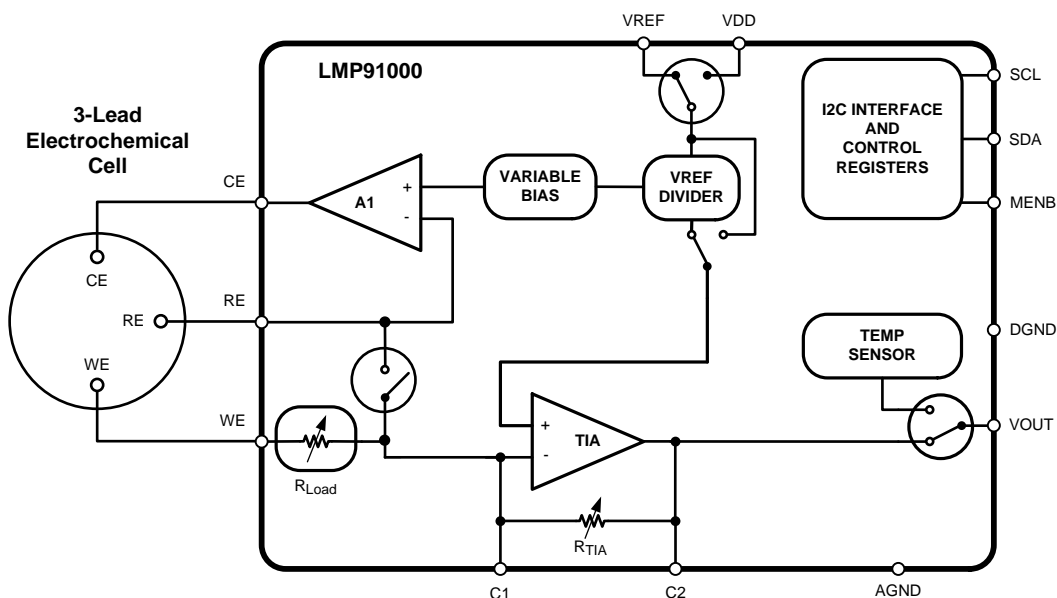 VREF
VDD
LMP91000
SCL
3-Lead
Electrochemical
Cell
I2C INTERFACE
AND
CONTROL
REGISTERS
SDA
CE
A1
+
-
VARIABLE
BIAS
VREF
DIVIDER
MENB
CE
RE
RE
DGND
TEMP
SENSOR
WE
WE
RLoad
+
-
TIA
VOUT
RTIA
C1
C2
AGND